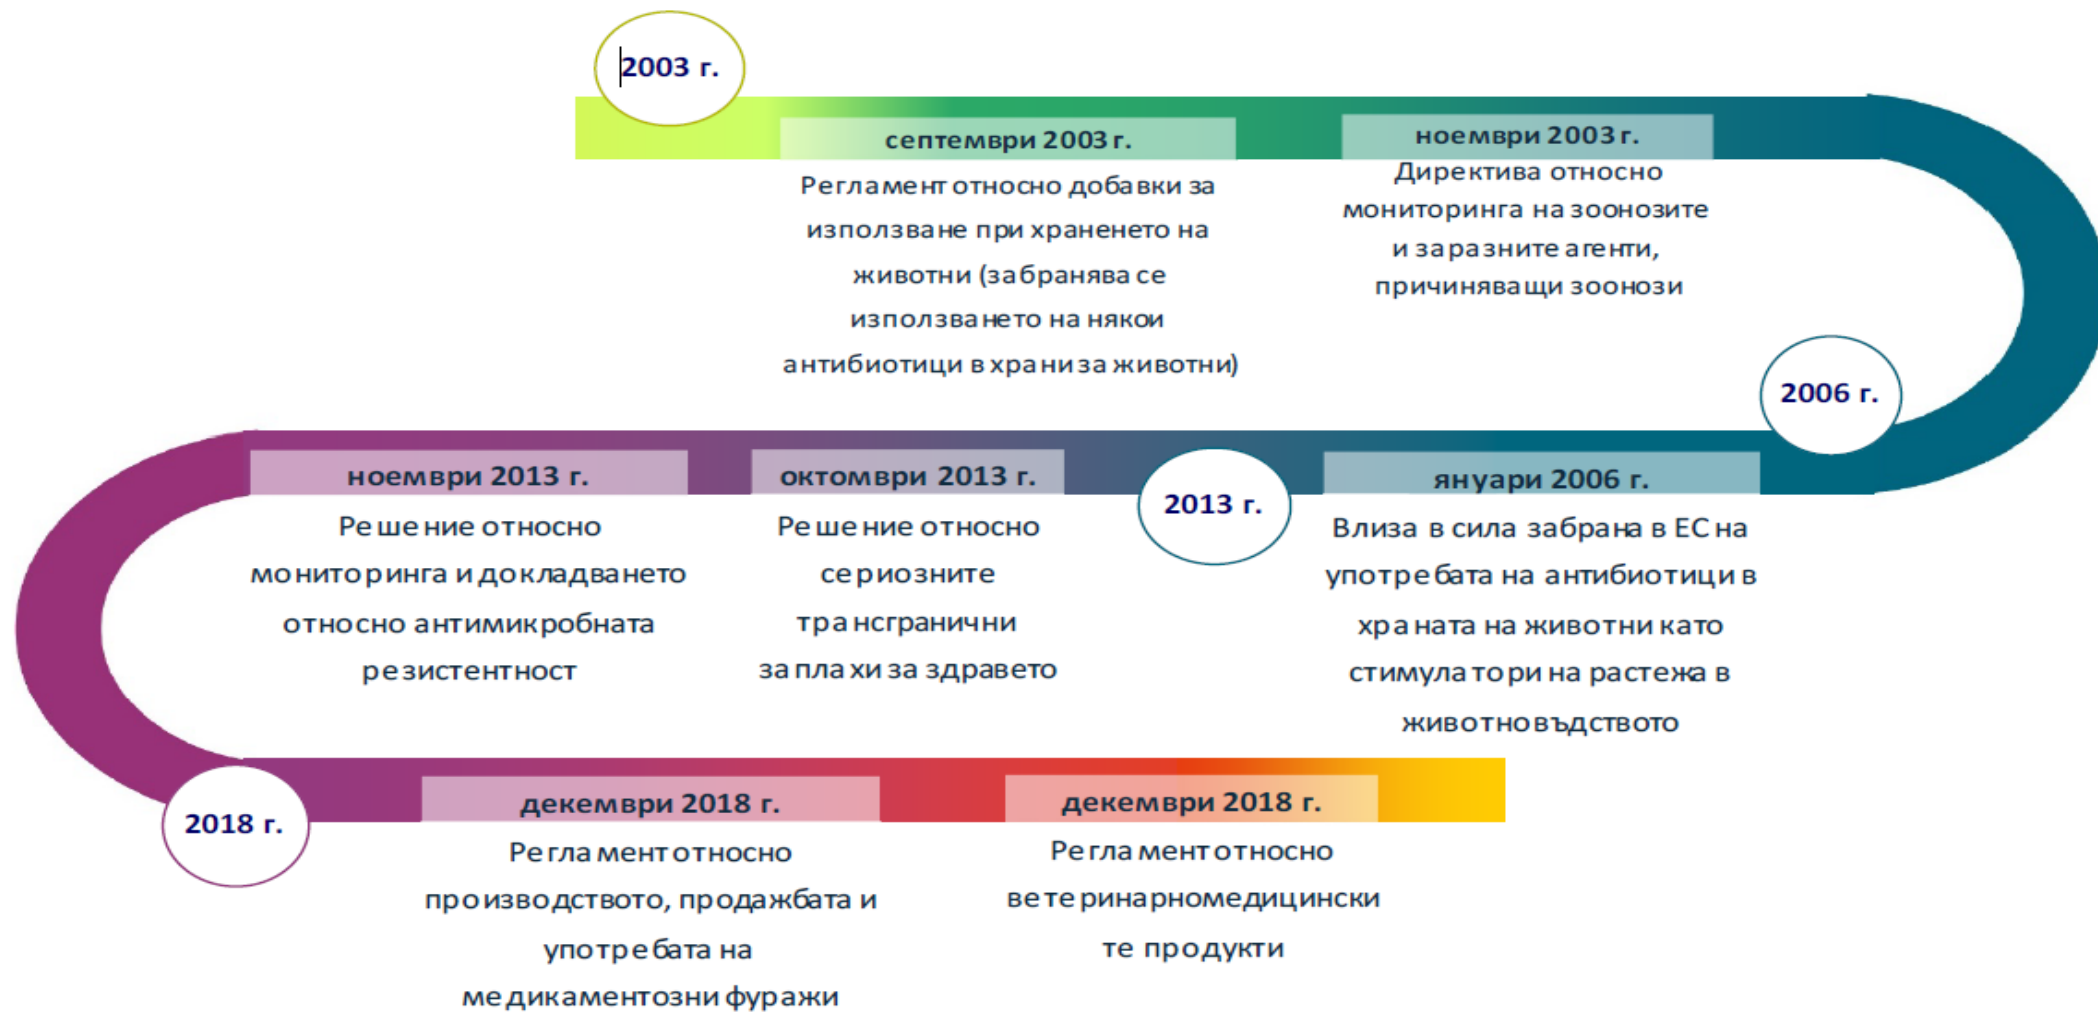 2003 г.
септември 2003 г.
Регламент относно добавки за
използване при храненето на
животни (забранява се
използването на някои
антибиотици в храни за животни)
ноември 2003 г.
Директива относно
мониторинга на зоонозите
и заразните агенти,
причиняващи зоонози
2006 г.
януари 2006 г.
Влиза в сила забрана в ЕС на
употребата на антибиотици в
храната на животни като
стимулатори на растежа в
животновъдството
2013 г.
октомври 2013 г.
Решение относно
сериозните
трансгранични
заплахи за здравето
ноември 2013 г.
Решение относно
мониторинга и докладването
относно антимикробната
резистентност
2018 г.
декември 2018 г.
Регламент относно
производството, продажбата и
употребата на
медикаментозни фуражи
декември 2018 г.
Регламент относно
ветеринарномедицински
те продукти